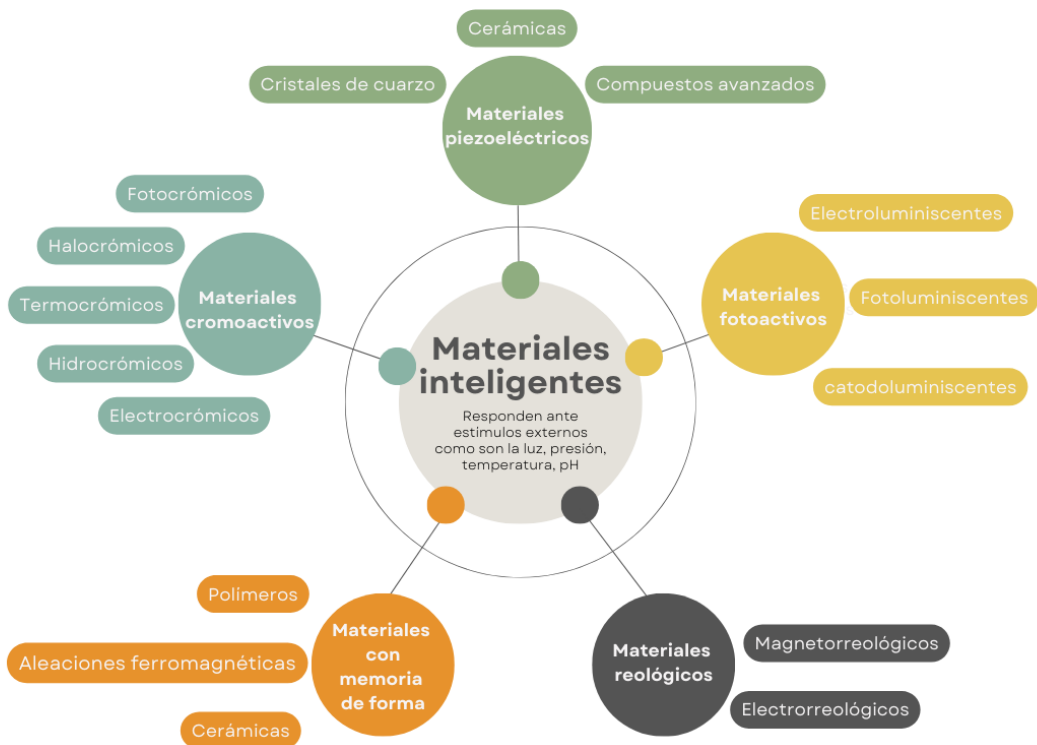 Cerámicas
Cristales de cuarzo
Compuestos avanzados
Materiales
piezoeléctricos
Fotocrómicos
Halocrómicos
Termocrómicos
Hidrocrómicos
Electrocrómicos
Materiales
cromoactivos
Electroluminiscentes
Fotoluminiscentes
catodoluminiscentes
Materiales
fotoactivos
Materiales
inteligentes
Responden ante
estímulos externos
como son la luz, presión,
temperatura, pH
Polímeros
Aleaciones ferromagnéticas
Cerámicas
Materiales
con
memoria
de forma
Materiales
reológicos
Magnetorreológicos
Electrorreológicos